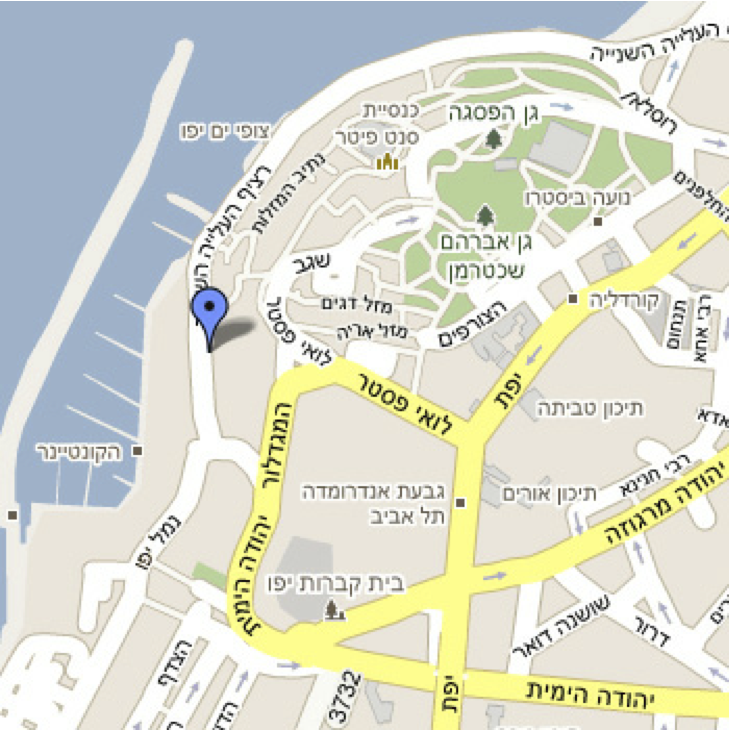 העלייה השנייה
רוסלאן
החלפנים
כנסיית
סנט פיטר
גן הפסגה
צופי ים יפו
נתיב המזלות
רציף העלייה הש
נועה ביסטרו
גן אברהם
שכטרמן
שגב
מזל דגים
מזל אריה
הצורפים
קורדליה
תנחום
רבי אחא
לואי פסטר
לואי פסטר
יפת
תיכון טביתה
אדא
המגדלור
הקונטיינר
גבעת אנדרומדה
תל אביב
תיכון אורים
רבי חנינא
יהודה מרגוזה
נמל יפו
יהודה הימית
בית קברות יפו
שושנה דואר
דרור
הצדף
3732
יפת
יהודה הימית